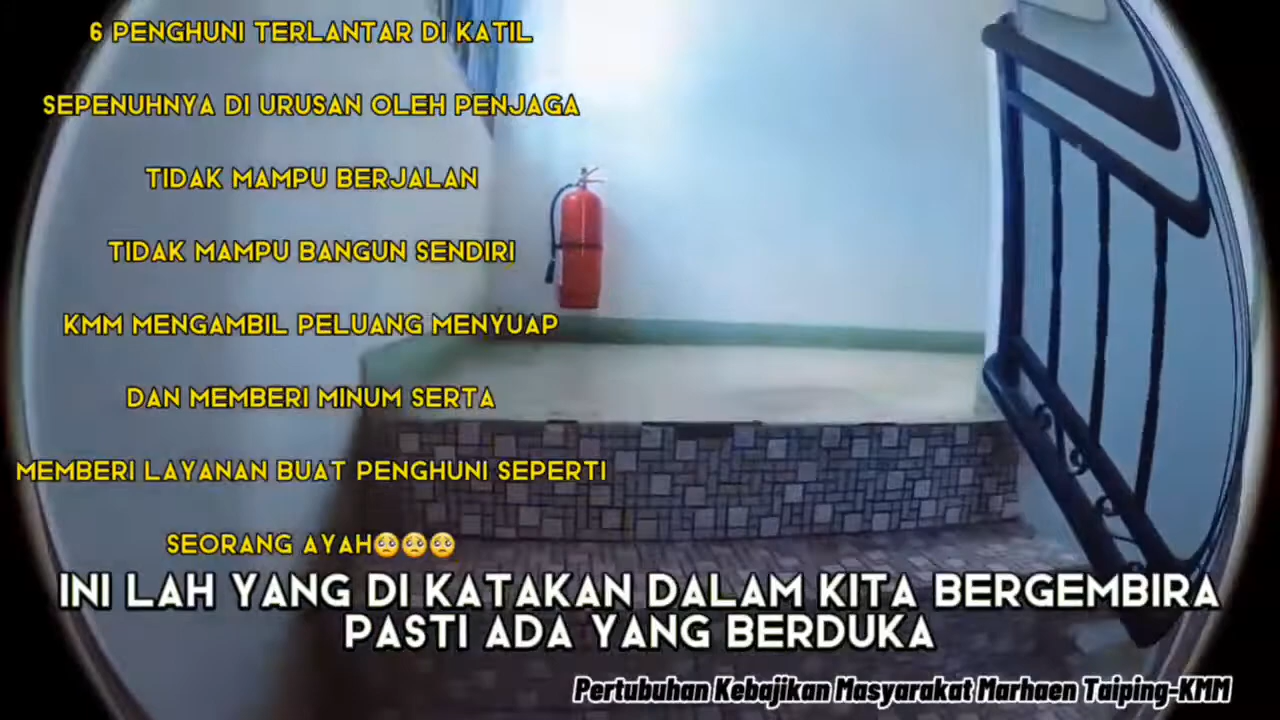 6 PENGHUNI TERLANTAR DI KATIL
SEPENUHNYA DI URUSAN OLEH PENJAGA
TIDAK MAMPU BERJALAN
TIDAK MAMPU BANGUN SENDIRI
KMM MENGAMBIL PELUANG MENYUAP
DAN MEMBERI MINUM SERTA
MEMBERI LAYANAN BUAT PENGHUNI SEPERTI
SEORANG AYAH🥺🥺🥺
INI LAH YANG DI KATAKAN DALAM KITA BERGEMBIRA
PASTI ADA YANG BERDUKA
Pertubuhan Kebajikan Masyarakat Marhaen Taiping-KMM